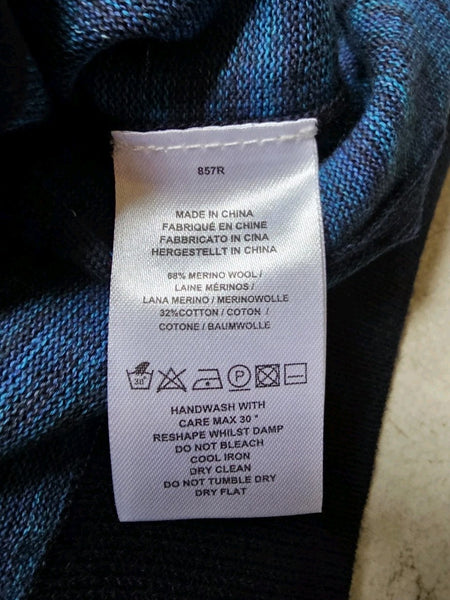 857R
MADE IN CHINA
FABRIQUÉ EN CHINE
FABBRICATO IN CINA
HERGESTELLT IN CHINA
68% MERINO WOOL /
LAINE MÉRINOS /
LANA MERINO / MERINOWOLLE
32%COTTON / COTON /
COTONE / BAUMWOLLE
30°
P
HANDWASH WITH
CARE MAX 30 °
RESHAPE WHILST DAMP
DO NOT BLEACH
COOL IRON
DRY CLEAN
DO NOT TUMBLE DRY
DRY FLAT